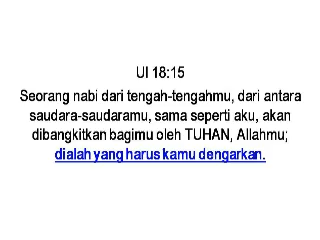 Ul 18:15
Seorang nabi dari tengah-tengahmu, dari antara
saudara-saudaramu, sama seperti aku, akan
dibangkitkan bagimu oleh TUHAN, Allahmu;
dialah yang harus kamu dengarkan.